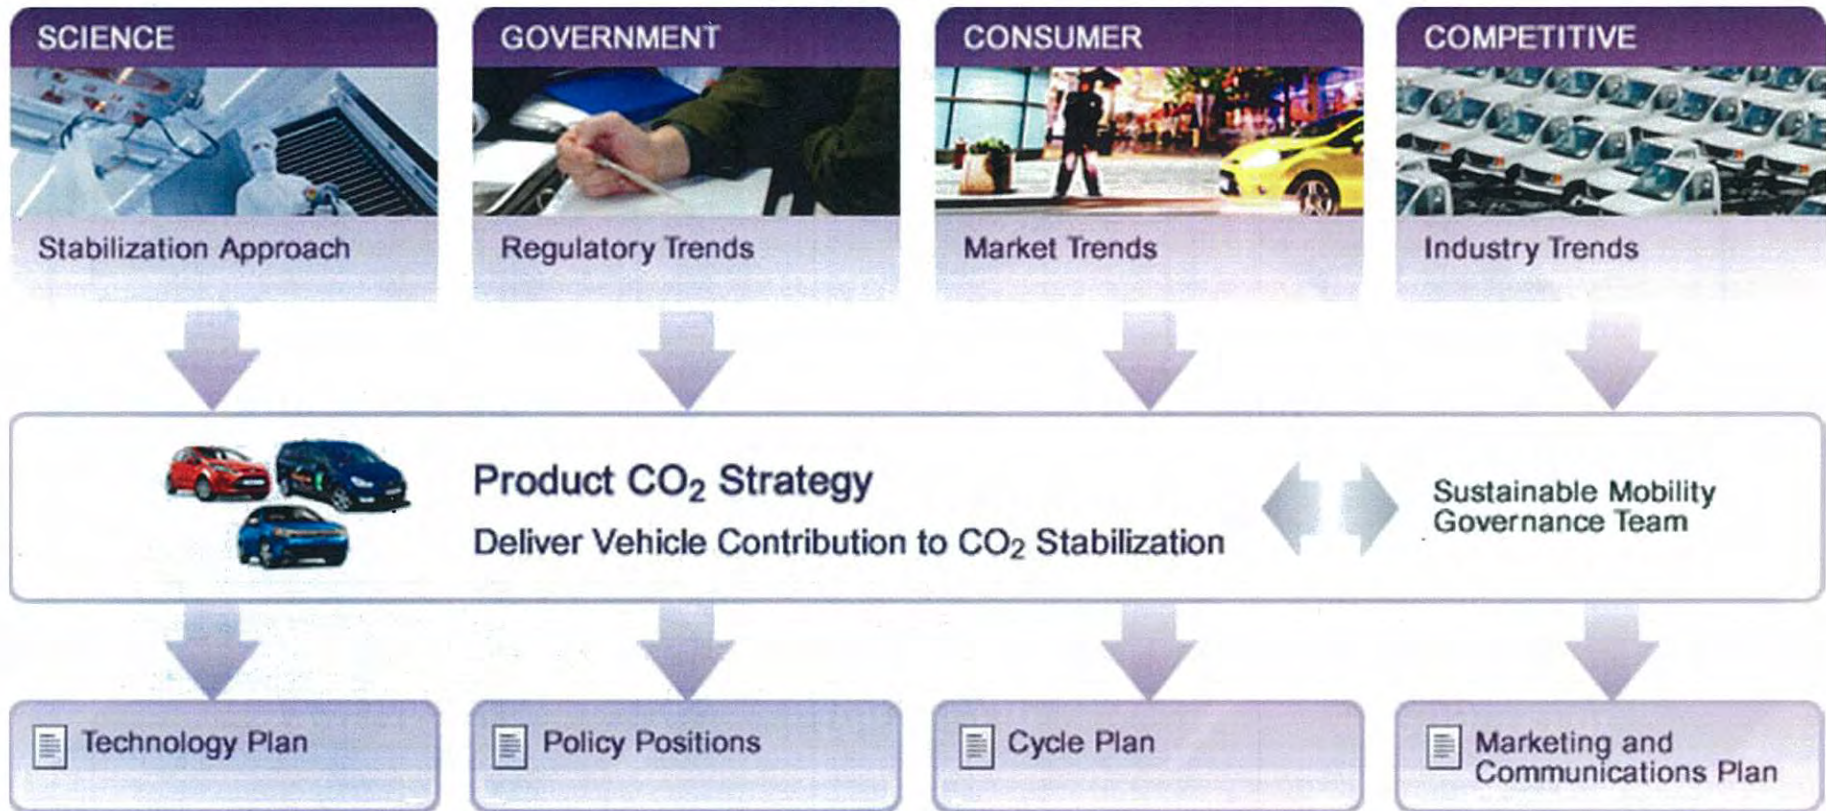 SCIENCE
Stabilization Approach
GOVERNMENT
Regulatory Trends
CONSUMER
Market Trends
COMPETITIVE
Industry Trends
Product CO₂ Strategy
Deliver Vehicle Contribution to CO₂ Stabilization
Sustainable Mobility
Governance Team
Technology Plan
Policy Positions
Cycle Plan
Marketing and
Communications Plan